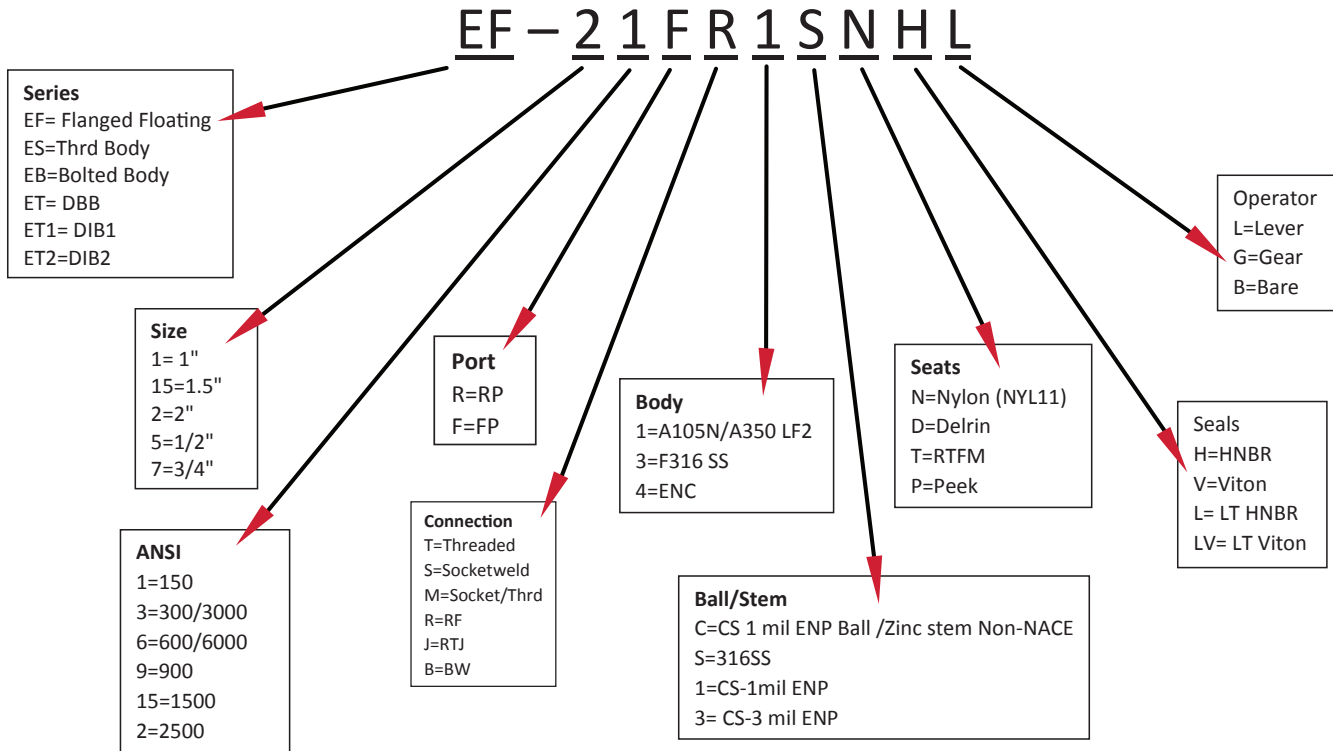 EF – 2 1 F R 1 S N H L
Series
EF= Flanged Floating
ES=Thrd Body
EB=Bolted Body
ET= DBB
ET1= DIB1
ET2=DIB2
Size
1= 1"
15=1.5"
2=2"
5=1/2"
7=3/4"
ANSI
1=150
3=300/3000
6=600/6000
9=900
15=1500
2=2500
Port
R=RP
F=FP
Connection
T=Threaded
S=Socketweld
M=Socket/Thrd
R=RF
J=RTJ
B=BW
Body
1=A105N/A350 LF2
3=F316 SS
4=ENC
Ball/Stem
C=CS 1 mil ENP Ball /Zinc stem Non-NACE
S=316SS
1=CS-1mil ENP
3= CS-3 mil ENP
Seats
N=Nylon (NYL11)
D=Delrin
T=RTFM
P=Peek
Seals
H=HNBR
V=Viton
L= LT HNBR
LV= LT Viton
Operator
L=Lever
G=Gear
B=Bare